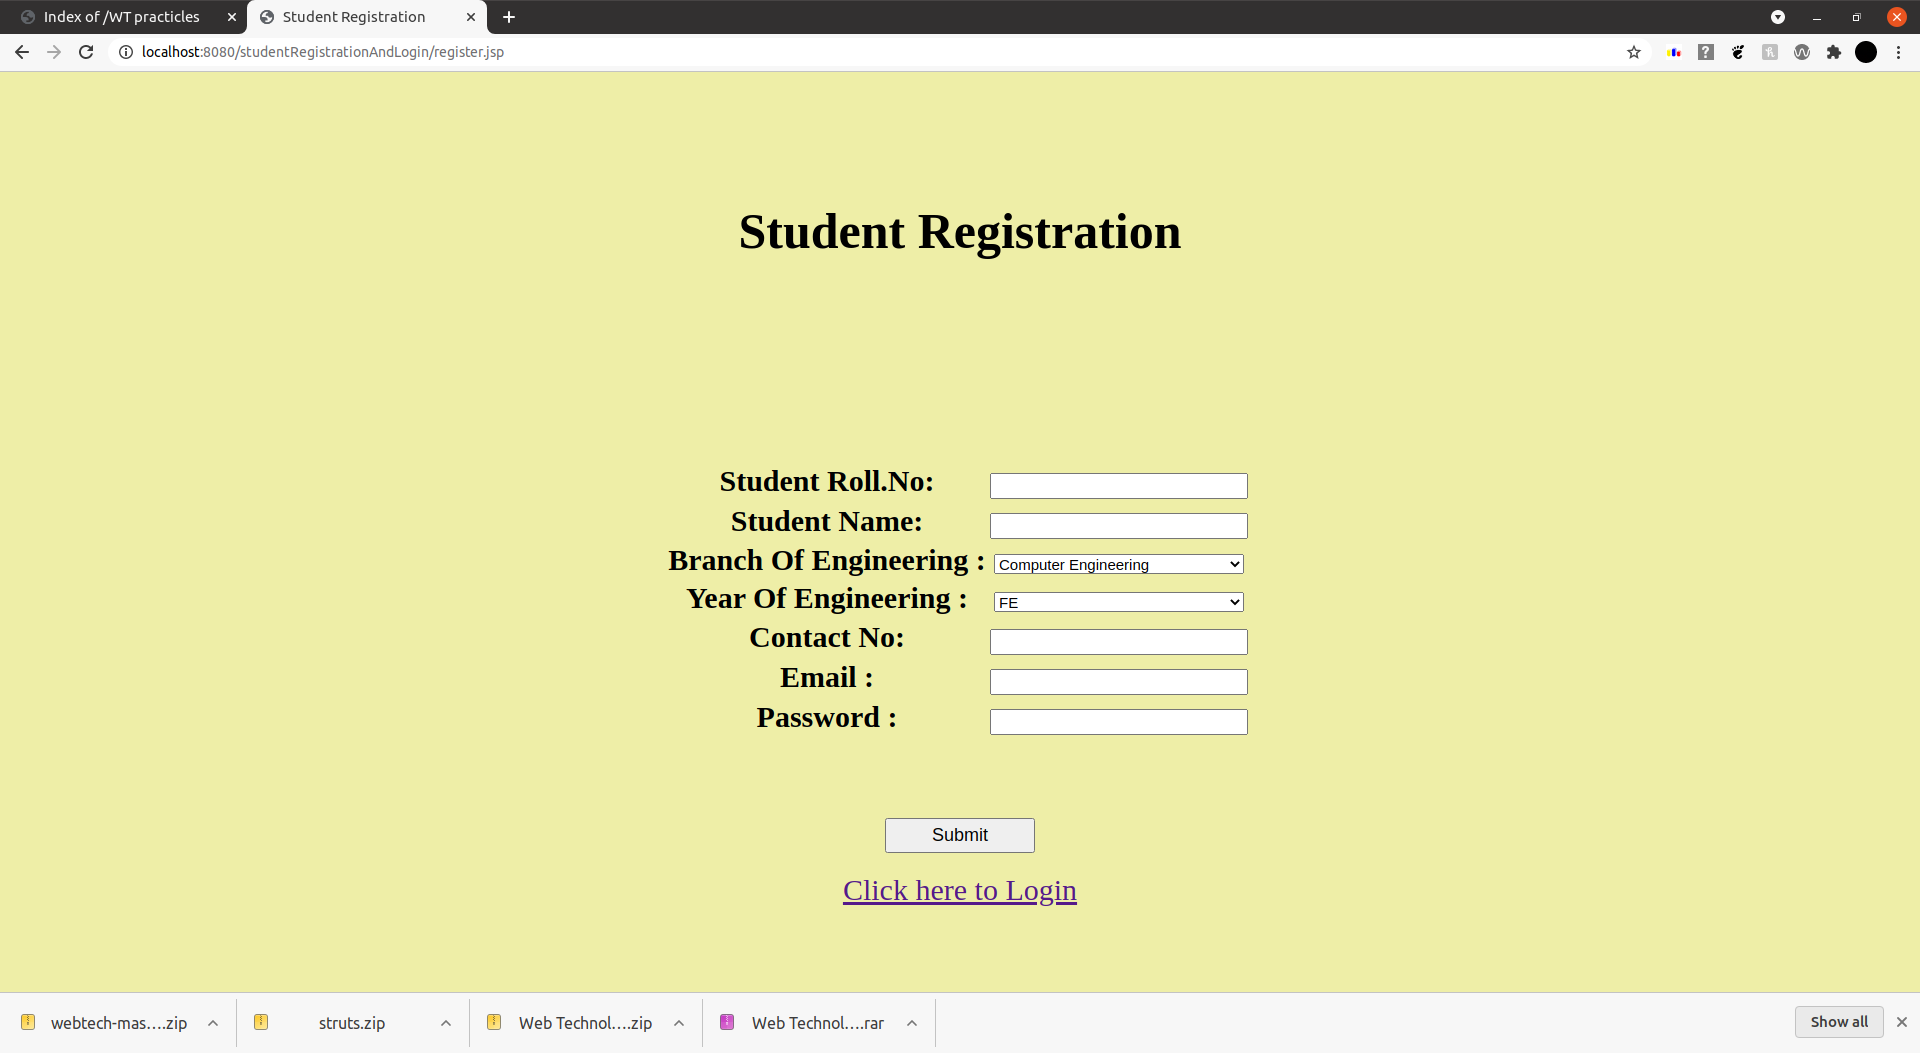 Index of /WT practicles
Student Registration
localhost:8080/studentRegistrationAndLogin/register.jsp
Student Registration
Student Roll.No:
Student Name:
Branch Of Engineering : Computer Engineering
Year Of Engineering : FE
Contact No:
Email :
Password :
Submit
Click here to Login
webtech-mas....zip
struts.zip
Web Technol....zip
Web Technol....rar
Show all